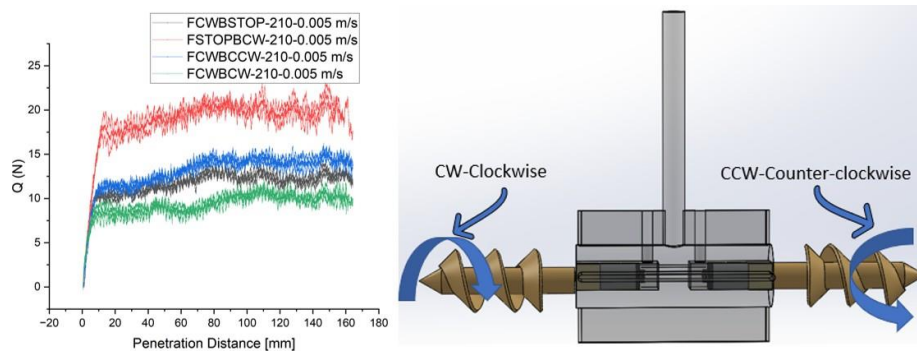 FCWBSTOP-210-0.005 m/s
FSTOPBCW-210-0.005 m/s
FCWBCCW-210-0.005 m/s
FCWBCW-210-0.005 m/s
25
20
15
10
5
0
Q (N)
−20 0 20 40 60 80 100 120 140 160 180
Penetration Distance [mm]
CW-Clockwise
CCW-Counter-clockwise